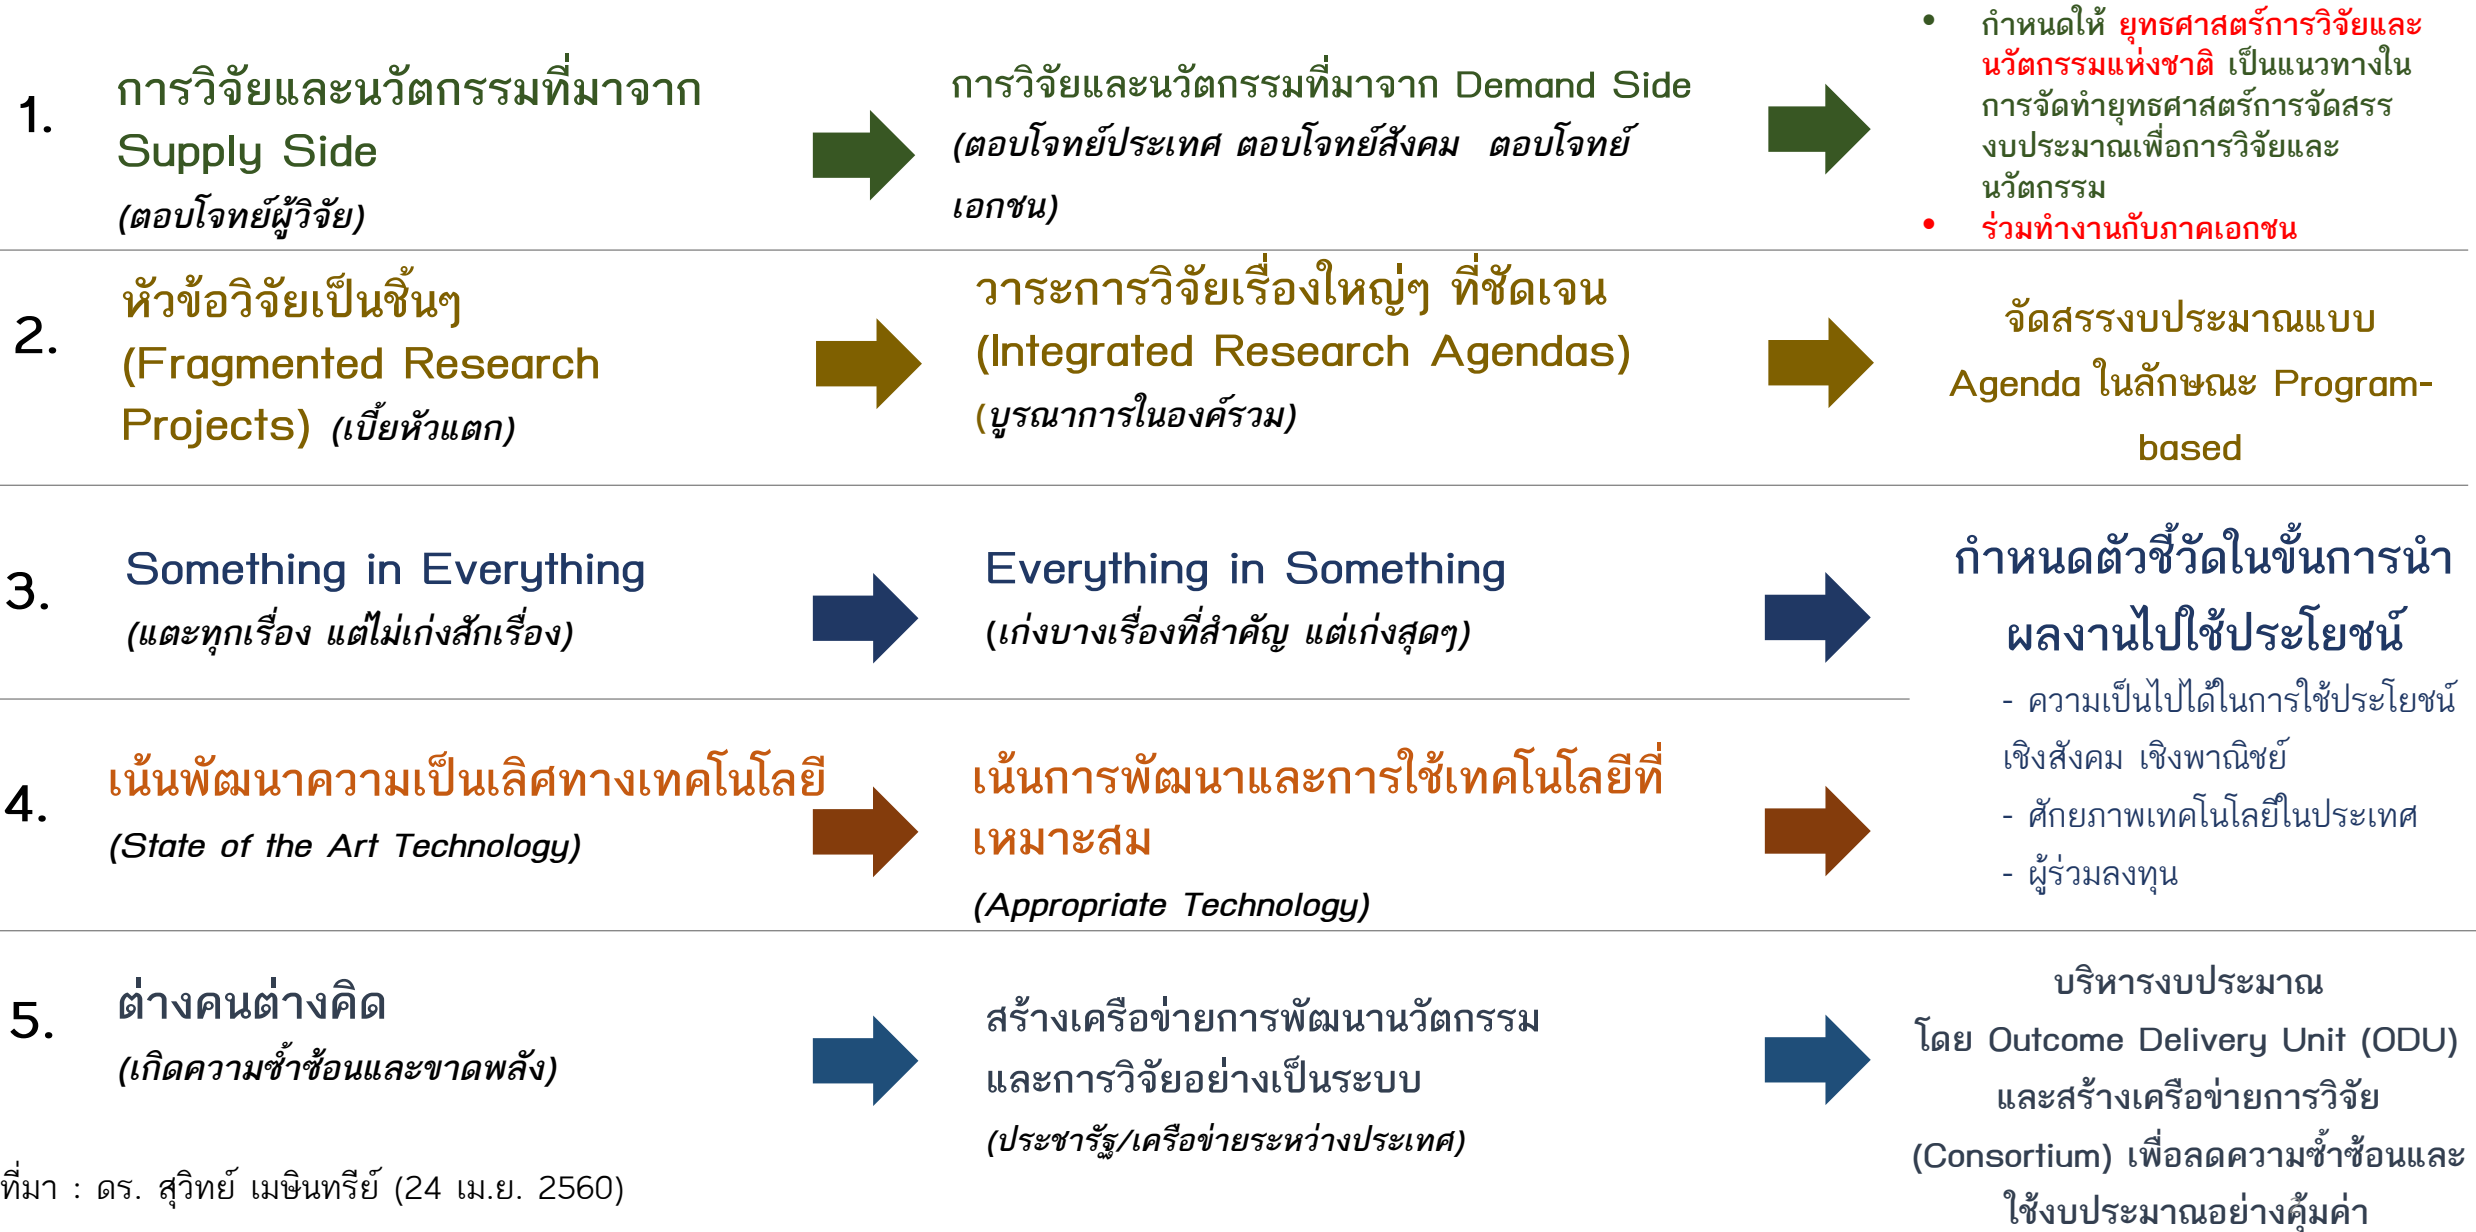 1.
การวิจัยและนวัตกรรมที่มาจาก
Supply Side
(ตอบโจทย์ผู้วิจัย)
การวิจัยและนวัตกรรมที่มาจาก Demand Side
(ตอบโจทย์ประเทศ ตอบโจทย์สังคม ตอบโจทย์
เอกชน)
• กำหนดให้ ยุทธศาสตร์การวิจัยและ
นวัตกรรมแห่งชาติ เป็นแนวทางใน
การจัดทำยุทธศาสตร์การจัดสรร
งบประมาณเพื่อการวิจัยและ
นวัตกรรม
• ร่วมทำงานกับภาคเอกชน
2.
หัวข้อวิจัยเป็นชิ้นๆ
(Fragmented Research
Projects) (เบี้ยหัวแตก)
วาระการวิจัยเรื่องใหญ่ๆ ที่ชัดเจน
(Integrated Research Agendas)
(บูรณาการในองค์รวม)
จัดสรรงบประมาณแบบ
Agenda ในลักษณะ Program-
based
3.
Something in Everything
(แตะทุกเรื่อง แต่ไม่เก่งสักเรื่อง)
Everything in Something
(เก่งบางเรื่องที่สำคัญ แต่เก่งสุดๆ)
กำหนดตัวชี้วัดในขั้นการนำ
ผลงานไปใช้ประโยชน์
- ความเป็นไปได้ในการใช้ประโยชน์
เชิงสังคม เชิงพาณิชย์
- ศักยภาพเทคโนโลยีในประเทศ
- ผู้ร่วมลงทุน
4.
เน้นพัฒนาความเป็นเลิศทางเทคโนโลยี
(State of the Art Technology)
เน้นการพัฒนาและการใช้เทคโนโลยีที่
เหมาะสม
(Appropriate Technology)
5.
ต่างคนต่างคิด
(เกิดความซ้ำซ้อนและขาดพลัง)
สร้างเครือข่ายการพัฒนานวัตกรรม
และการวิจัยอย่างเป็นระบบ
(ประชารัฐ/เครือข่ายระหว่างประเทศ)
บริหารงบประมาณ
โดย Outcome Delivery Unit (ODU)
และสร้างเครือข่ายการวิจัย
(Consortium) เพื่อลดความซ้ำซ้อนและ
ใช้งบประมาณอย่างคุ้มค่า
ที่มา : ดร. สุวิทย์ เมษินทรีย์ (24 เม.ย. 2560)